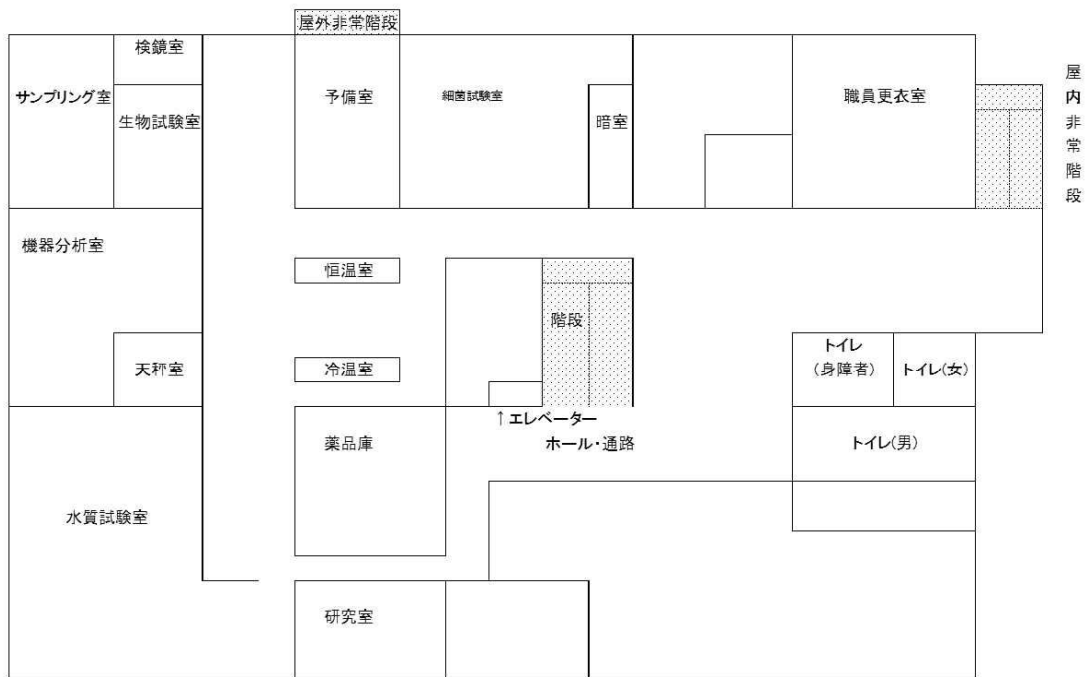 屋外非常階段
検鏡室
サンプリング室
生物試験室
予備室
細菌試験室
暗室
職員更衣室
屋内非常階段
機器分析室
恒温室
階段
天秤室
冷温室
トイレ
(身障者)
トイレ(女)
↑エレベーター
ホール・通路
薬品庫
トイレ(男)
水質試験室
研究室